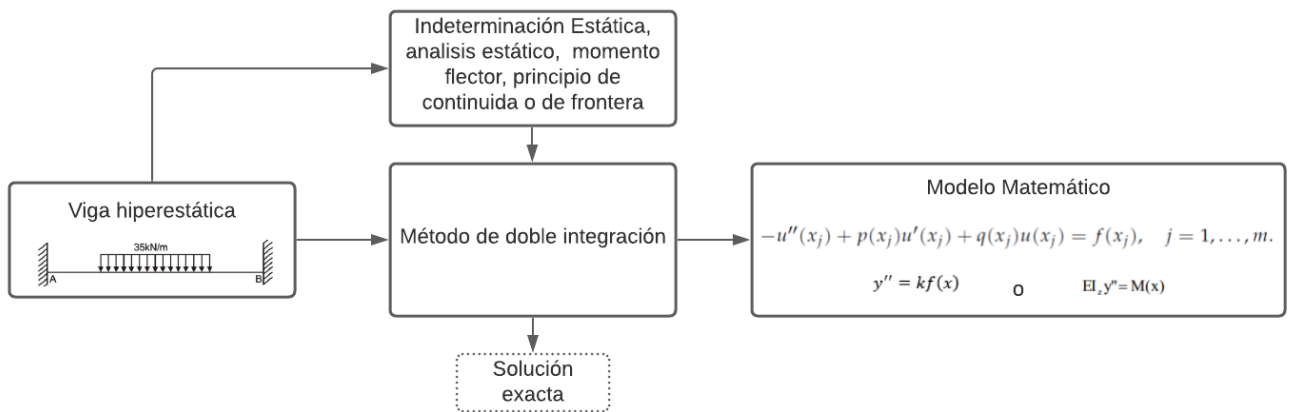 Indeterminación Estática,
analisis estático, momento
flector, principio de
continuida o de frontera
Viga hiperestática
35kN/m
A
B
Método de doble integración
Modelo Matemático
−u′′(xⱼ) + p(xⱼ)u′(xⱼ) + q(xⱼ)u(xⱼ) = f(xⱼ), j = 1, . . . , m.
y′′ = kf(x) o EI𝓏y"=M(x)
Solución
exacta